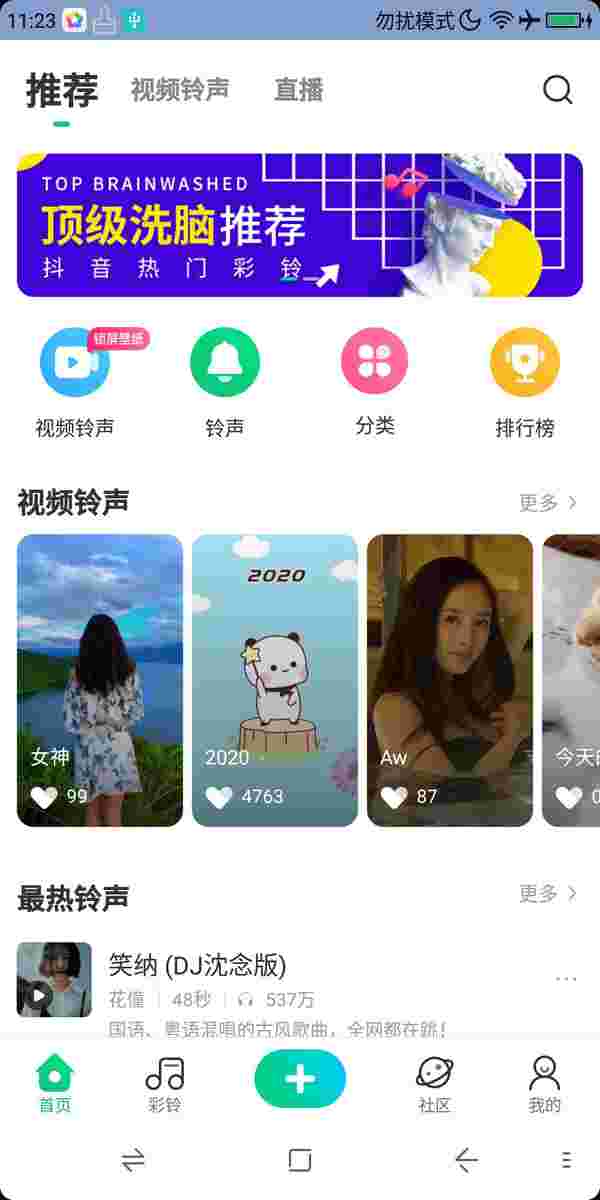 11:23
勿扰模式
推荐 视频铃声 直播
TOP BRAINWASHED
顶级洗脑推荐
抖音热门彩铃
锁屏壁纸
视频铃声 铃声 分类 排行榜
视频铃声 更多
2020
女神 2020 Aw 今天
99 4763 87 0
最热铃声 更多
笑纳 (DJ沈念版)
花僮 48秒 537万
国语、粤语混唱的古风歌曲，全网都在跳！
首页 彩铃 社区 我的